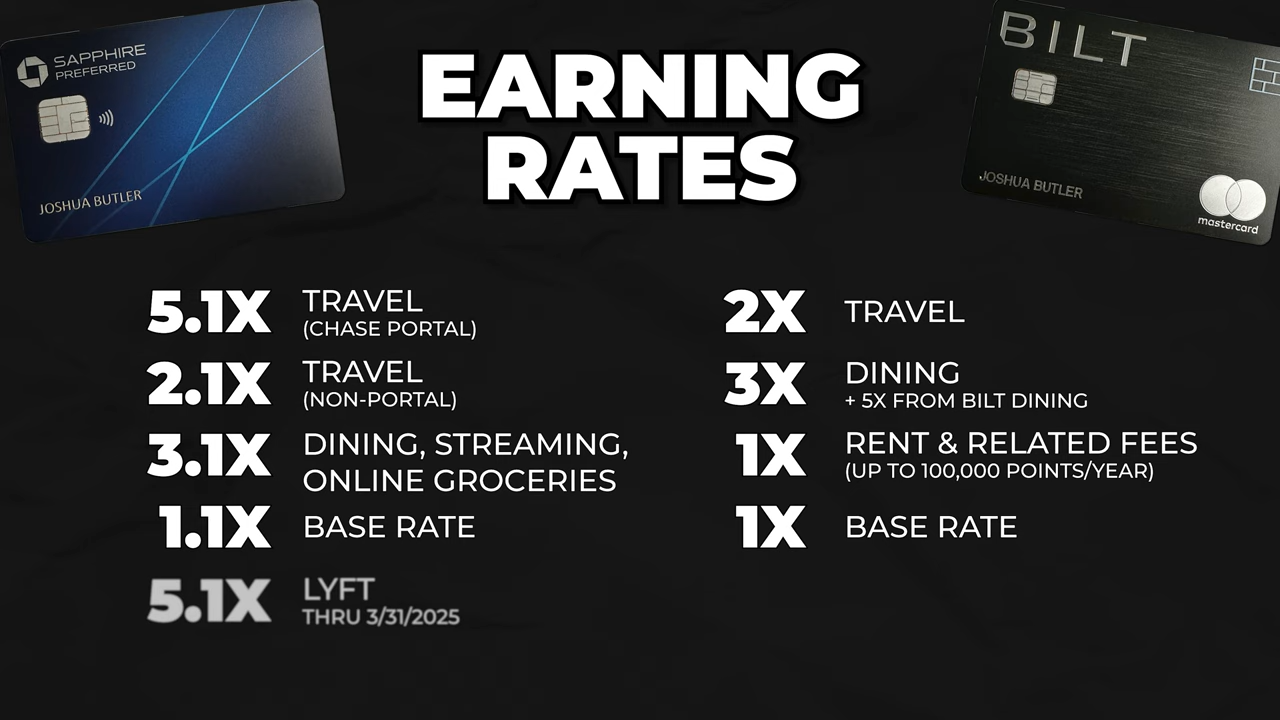 SAPPHIRE
PREFERRED
JOSHUA BUTLER
EARNING
RATES
BILT
JOSHUA BUTLER
mastercard
5.1X TRAVEL
(CHASE PORTAL)
2.1X TRAVEL
(NON-PORTAL)
3.1X DINING, STREAMING,
ONLINE GROCERIES
1.1X BASE RATE
5.1X LYFT
THRU 3/31/2025
2X TRAVEL
3X DINING
+ 5X FROM BILT DINING
1X RENT & RELATED FEES
(UP TO 100,000 POINTS/YEAR)
1X BASE RATE